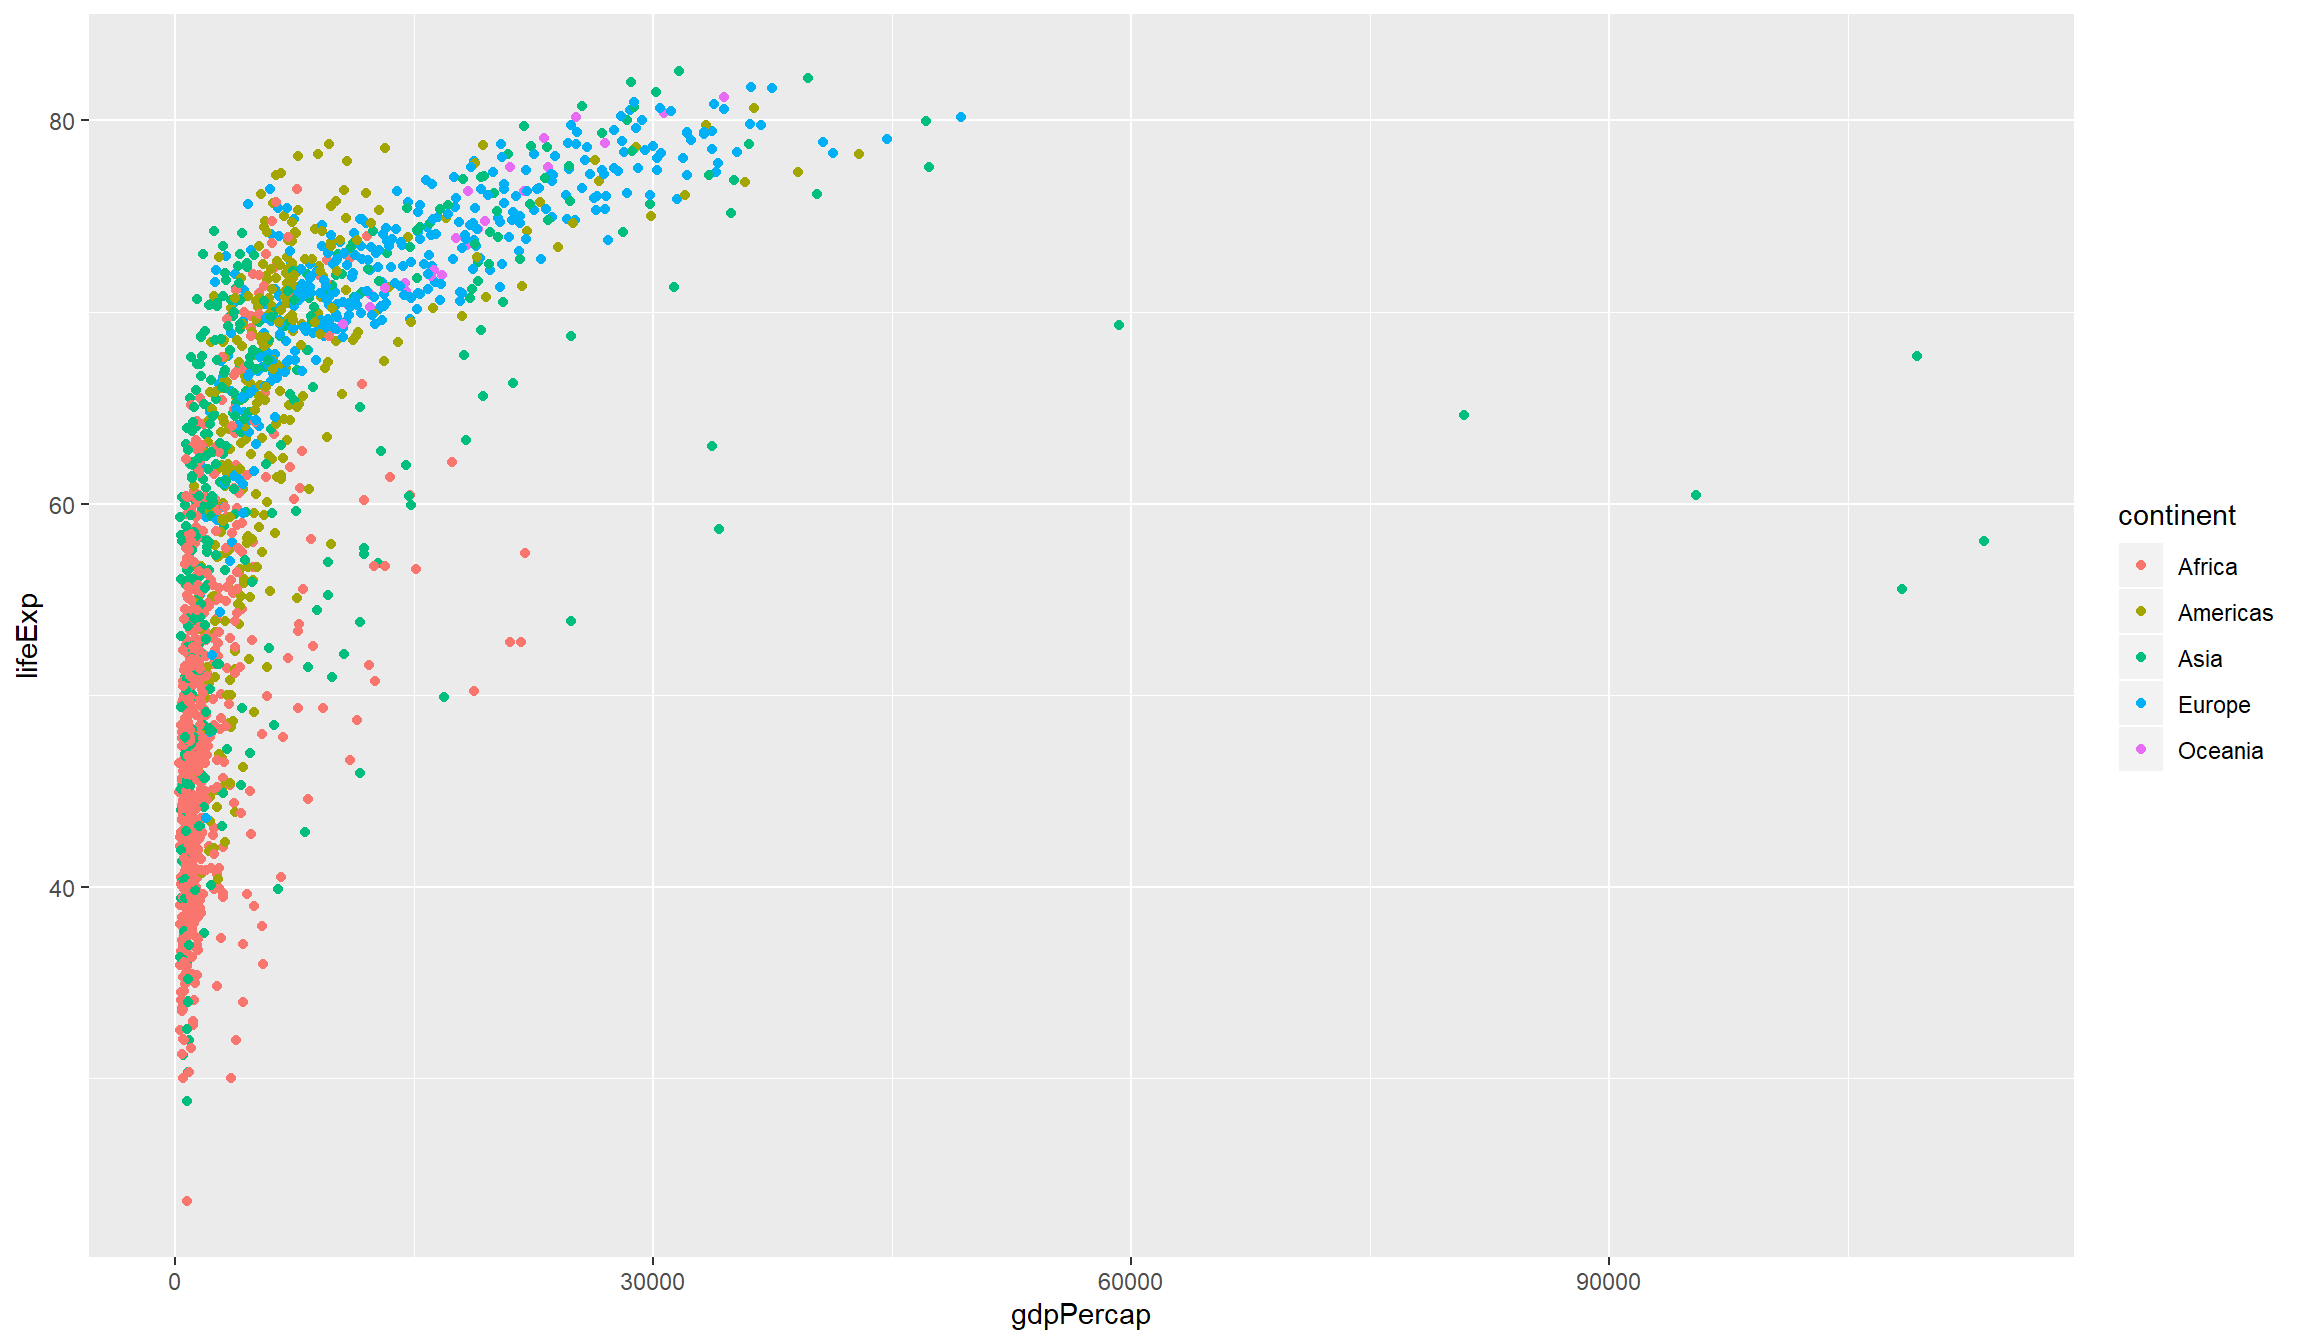 80
60
40
lifeExp
0 30000 60000 90000
gdpPercap
continent
Africa
Americas
Asia
Europe
Oceania